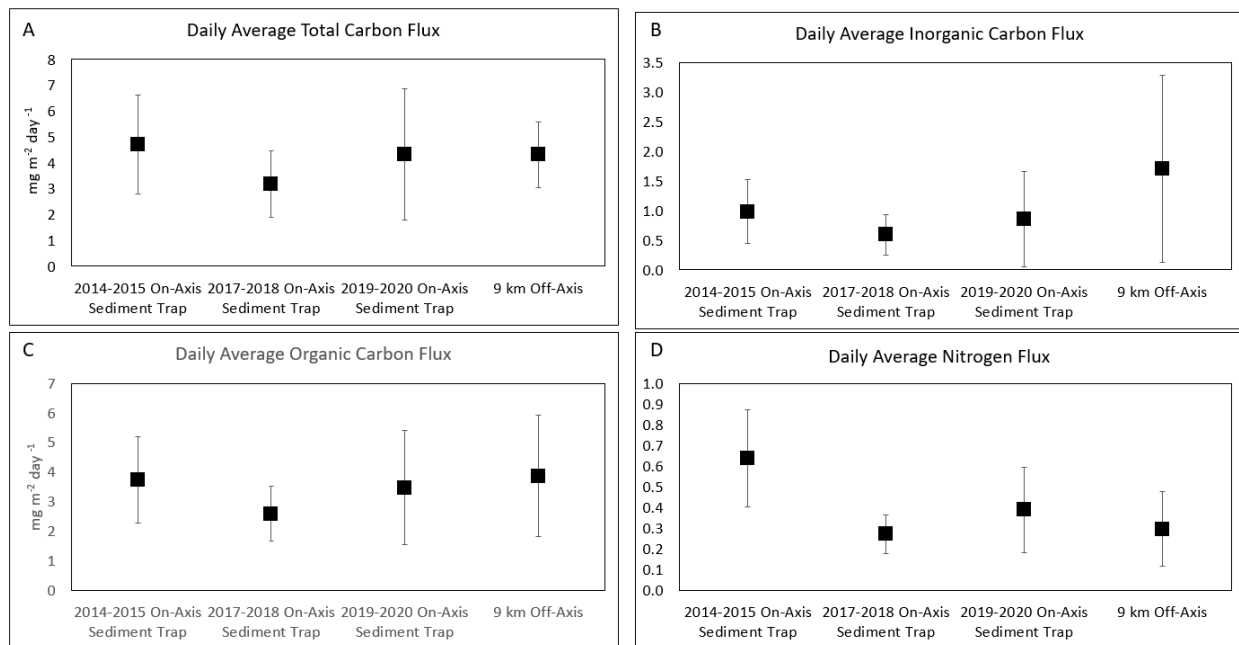 A
Daily Average Total Carbon Flux
8
7
6
5
4
3
2
1
0
mg m⁻² day ⁻¹
2014-2015 On-Axis 2017-2018 On-Axis 2019-2020 On-Axis 9 km Off-Axis
Sediment Trap Sediment Trap Sediment Trap
B
Daily Average Inorganic Carbon Flux
3.5
3.0
2.5
2.0
1.5
1.0
0.5
0.0
2014-2015 On-Axis 2017-2018 On-Axis 2019-2020 On-Axis 9 km Off-Axis
Sediment Trap Sediment Trap Sediment Trap
C
Daily Average Organic Carbon Flux
7
6
5
4
3
2
1
0
mg m⁻² day ⁻¹
2014-2015 On-Axis 2017-2018 On-Axis 2019-2020 On-Axis 9 km Off-Axis
Sediment Trap Sediment Trap Sediment Trap
D
Daily Average Nitrogen Flux
1.0
0.9
0.8
0.7
0.6
0.5
0.4
0.3
0.2
0.1
0.0
2014-2015 On-Axis 2017-2018 On-Axis 2019-2020 On-Axis 9 km Off-Axis
Sediment Trap Sediment Trap Sediment Trap